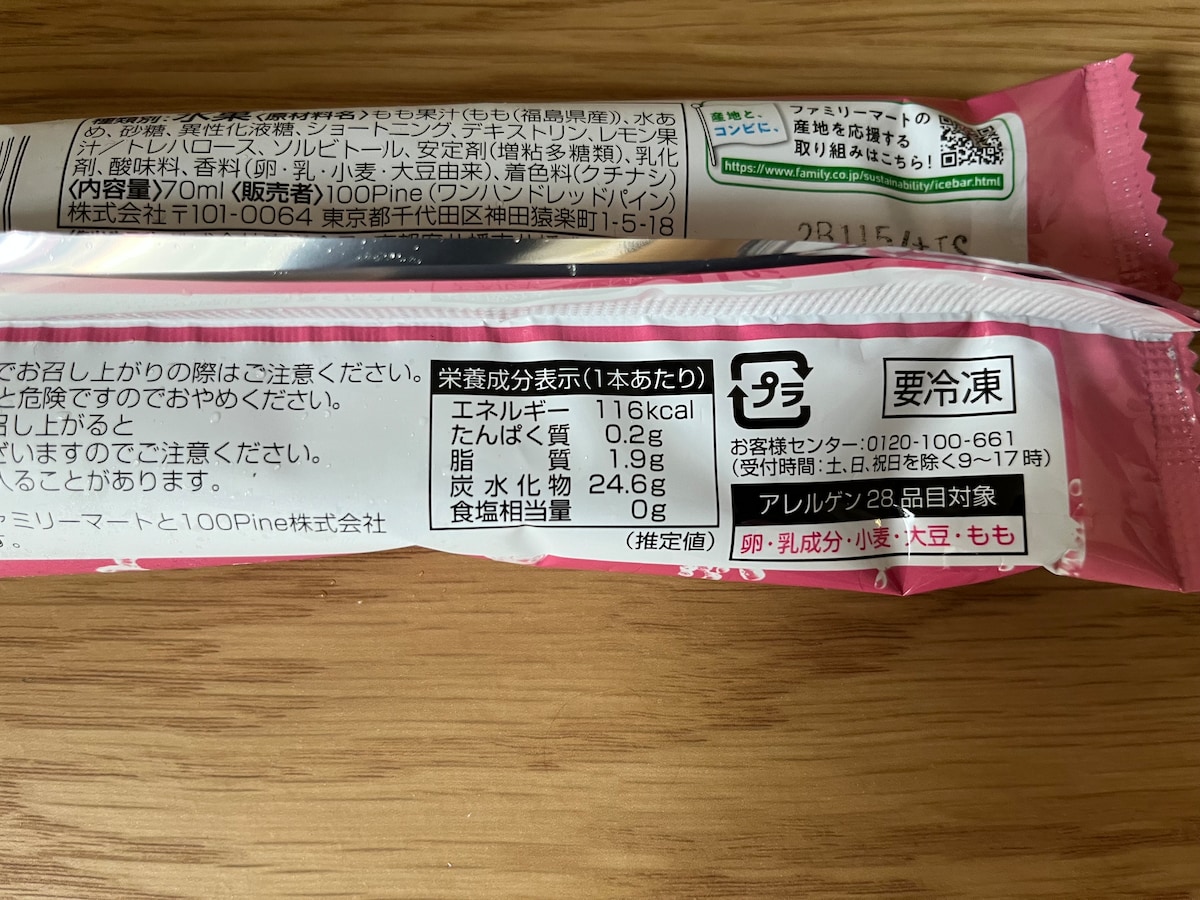 種類別:氷菓〈原材料名〉もも果汁(もも(福島県産))、水あ
め、砂糖、異性化液糖、ショートニング、デキストリン、レモン果
汁/トレハロース、ソルビトール、安定剤(増粘多糖類)、乳化
剤、酸味料、香料(卵・乳・小麦・大豆由来)、着色料(クチナシ)
〈内容量〉70ml〈販売者〉100Pine(ワンハンドレッドパイン)
株式会社〒101-0064 東京都千代田区神田猿楽町1-5-18
産地と、
コンビに、
ファミリーマートの
産地を応援する
取り組みはこちら!
https://www.family.co.jp/sustainability/icebar.html
でお召し上がりの際はご注意ください。
と危険ですのでおやめください。
召し上がると
ざいますのでご注意ください。
入ることがあります。
ァミリーマートと100Pine株式会社
す。
栄養成分表示(1本あたり)
エネルギー 116kcal
たんぱく質 0.2g
脂質 1.9g
炭水化物 24.6g
食塩相当量 0g
(推定値)
プラ
要冷凍
お客様センター:0120-100-661
(受付時間:土、日、祝日を除く9〜17時)
アレルゲン28品目対象
卵・乳成分・小麦・大豆・もも